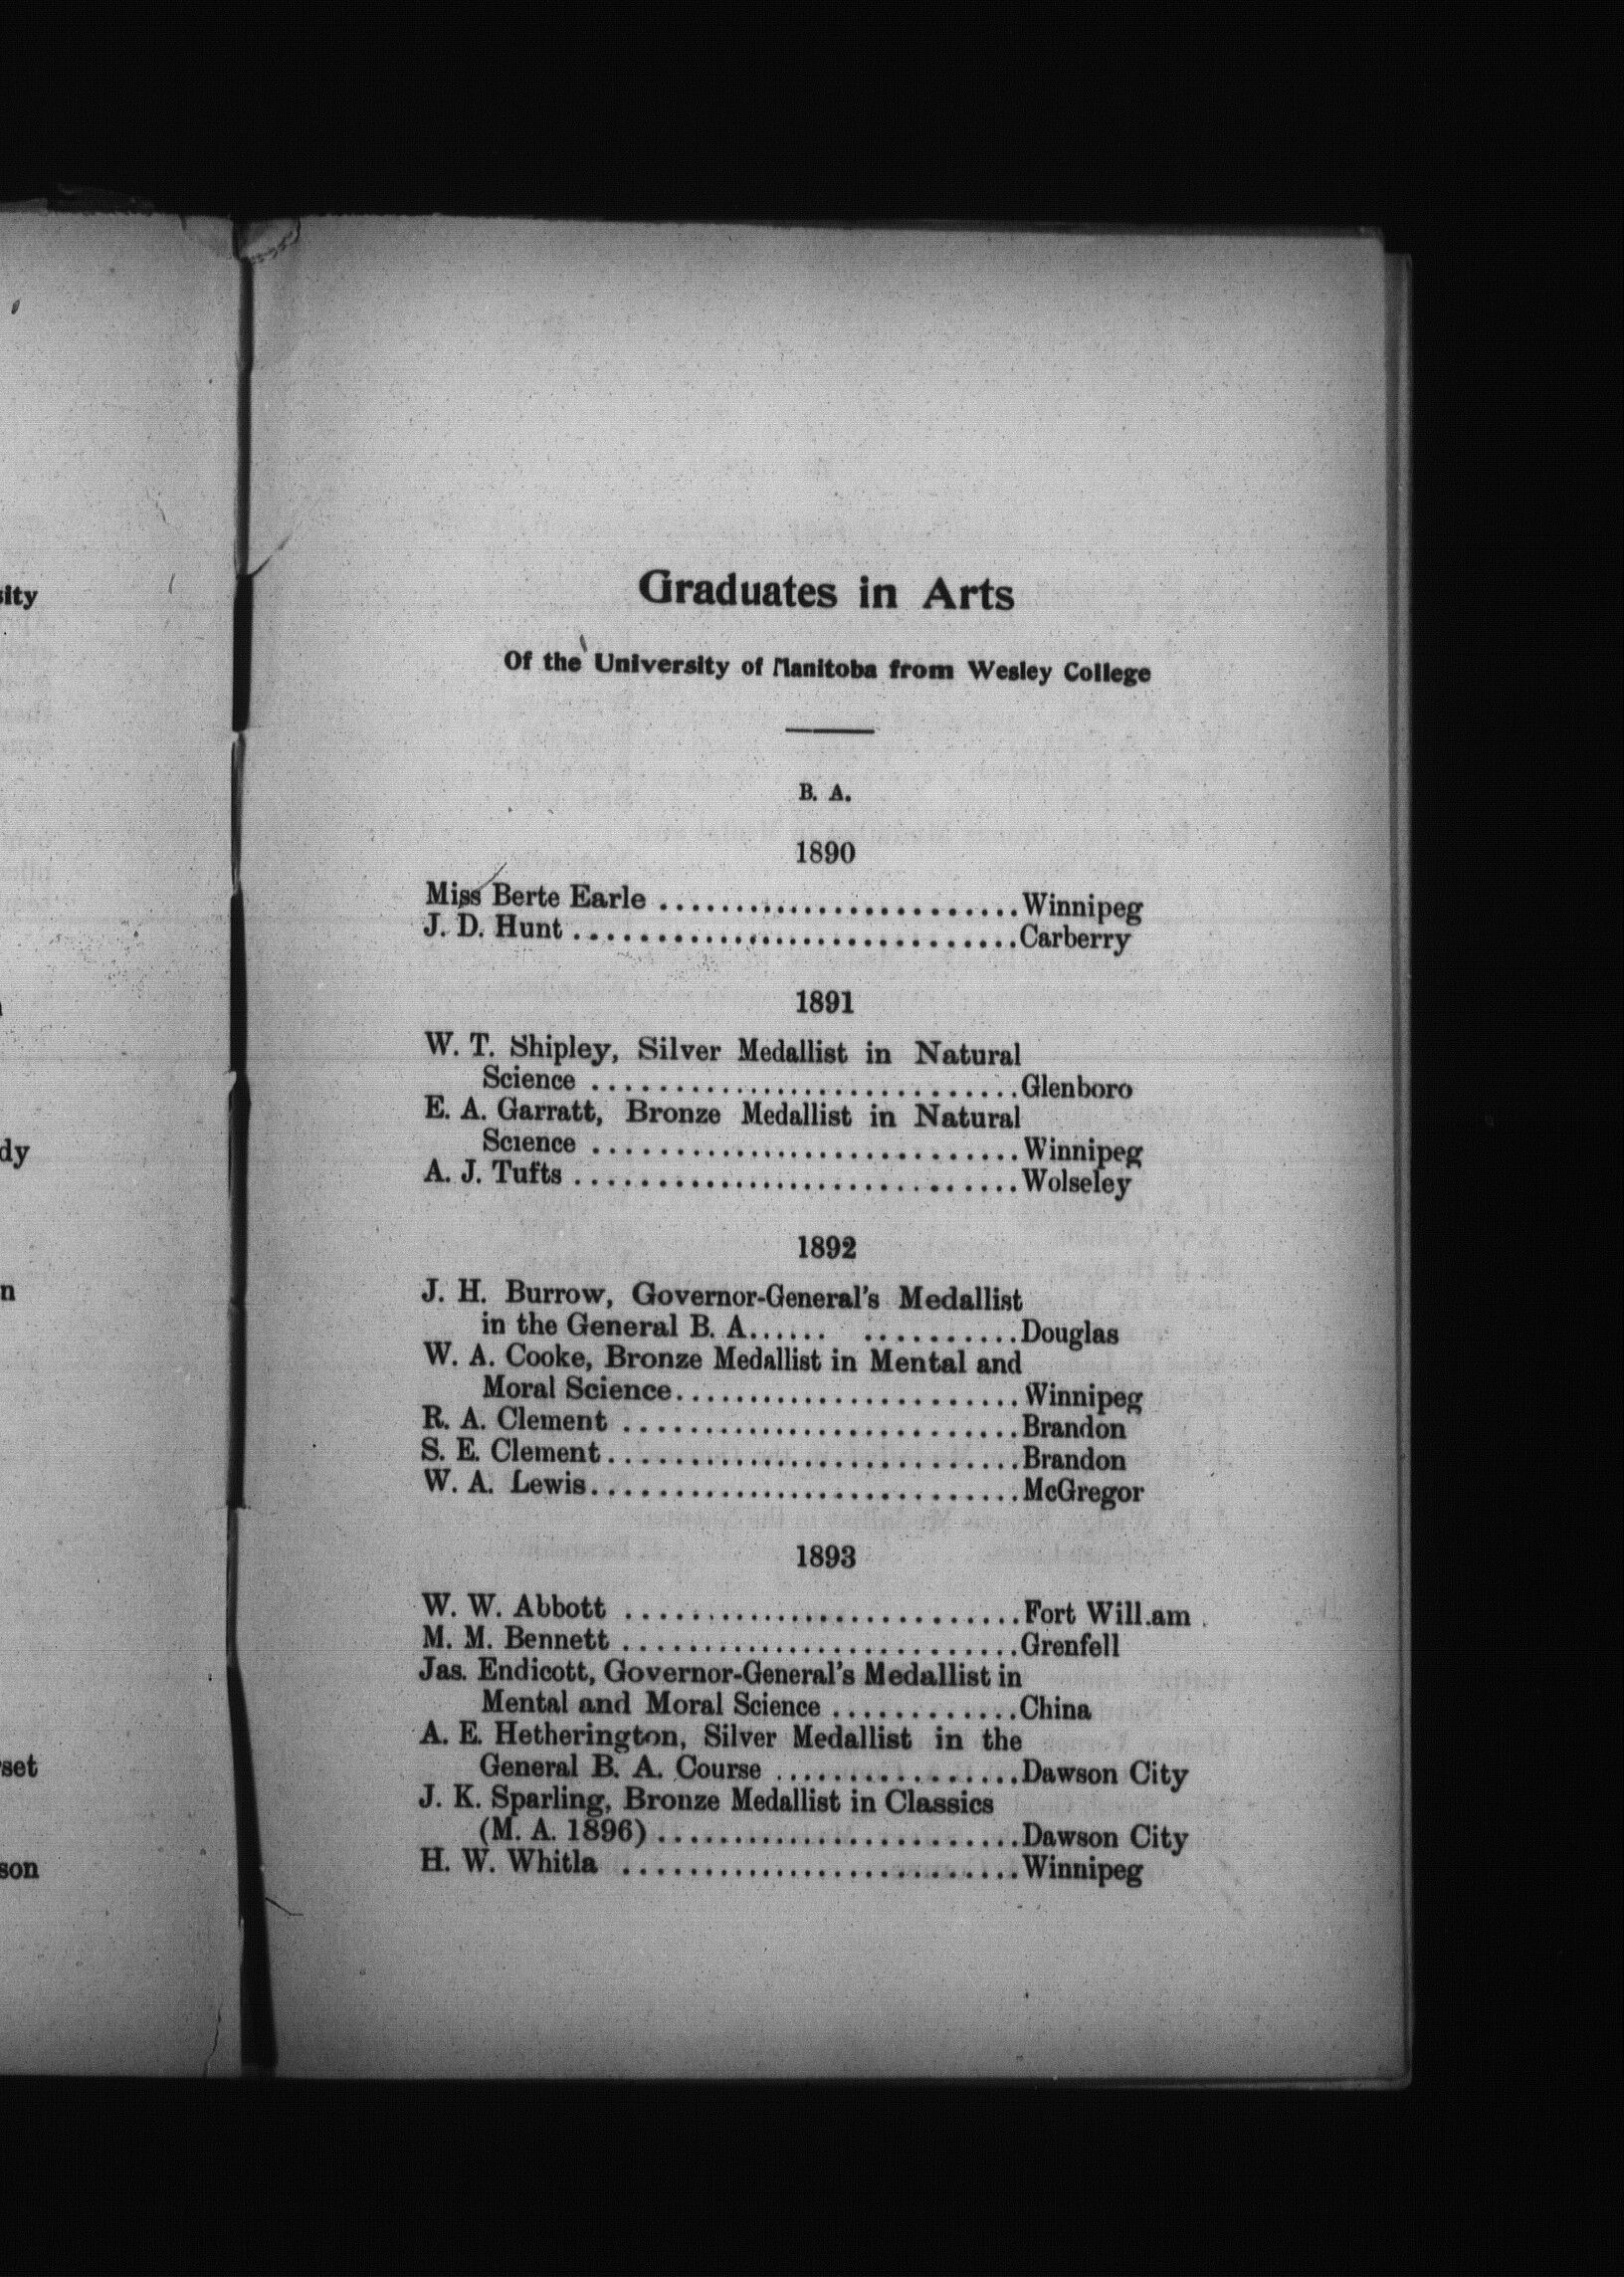 Graduates in Arts
Of the University of Manitoba from Wesley College
B. A.
1890
Miss Berte Earle ........................Winnipeg
J. D. Hunt ..............................Carberry
1891
W. T. Shipley, Silver Medallist in Natural
Science ............................Glenboro
E. A. Garratt, Bronze Medallist in Natural
Science ............................Winnipeg
A. J. Tufts ..............................Wolseley
1892
J. H. Burrow, Governor-General's Medallist
in the General B. A...... ..........Douglas
W. A. Cooke, Bronze Medallist in Mental and
Moral Science.......................Winnipeg
R. A. Clement ..........................Brandon
S. E. Clement...........................Brandon
W. A. Lewis.............................McGregor
1893
W. W. Abbott ..........................Fort Will.am
M. M. Bennett ..........................Grenfell
Jas. Endicott, Governor-General's Medallist in
Mental and Moral Science ............China
A. E. Hetherington, Silver Medallist in the
General B. A. Course ................Dawson City
J. K. Sparling, Bronze Medallist in Classics
(M. A. 1896)........................Dawson City
H. W. Whitla ..........................Winnipeg
sity
dy
n
rset
son